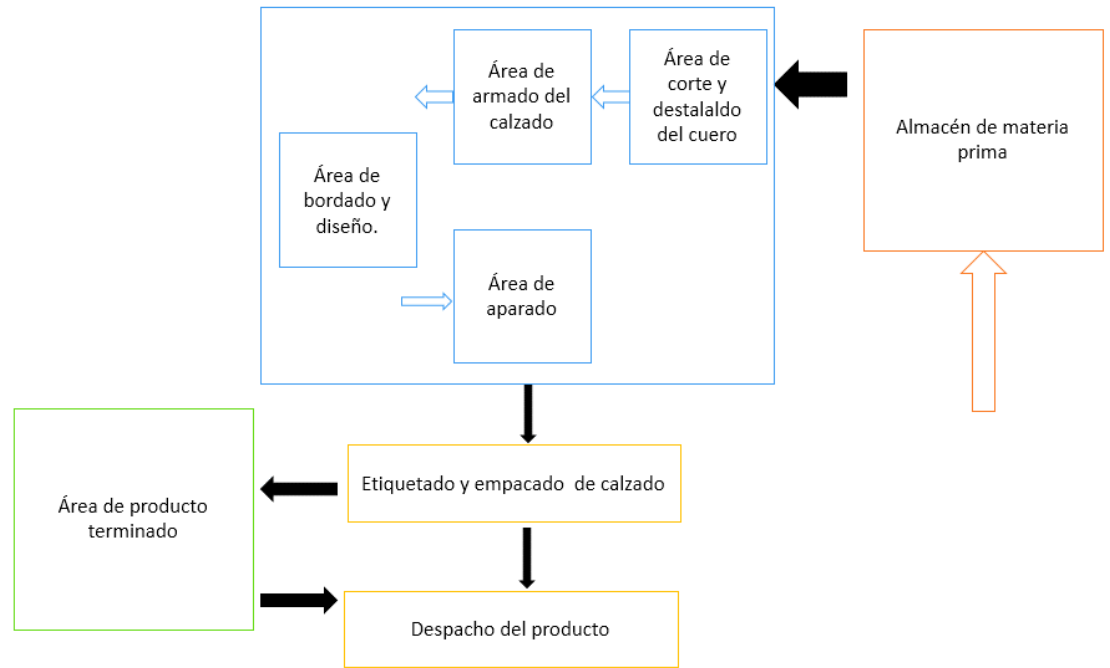 Área de
armado del
calzado
Área de
corte y
destalaldo
del cuero
Almacén de materia
prima
Área de
bordado y
diseño.
Área de
aparado
Etiquetado y empacado  de calzado
Área de producto
terminado
Despacho del producto